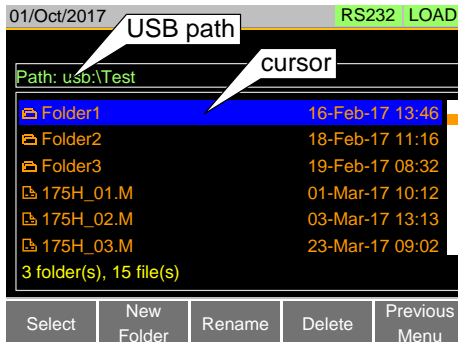 01/Oct/2017 RS232 LOAD
USB path
cursor
Path: usb:\Test
Folder1 16-Feb-17 13:46
Folder2 18-Feb-17 11:16
Folder3 19-Feb-17 08:32
175H_01.M 01-Mar-17 10:12
175H_02.M 03-Mar-17 13:13
175H_03.M 23-Mar-17 09:02
3 folder(s), 15 file(s)
Select New Folder Rename Delete Previous Menu